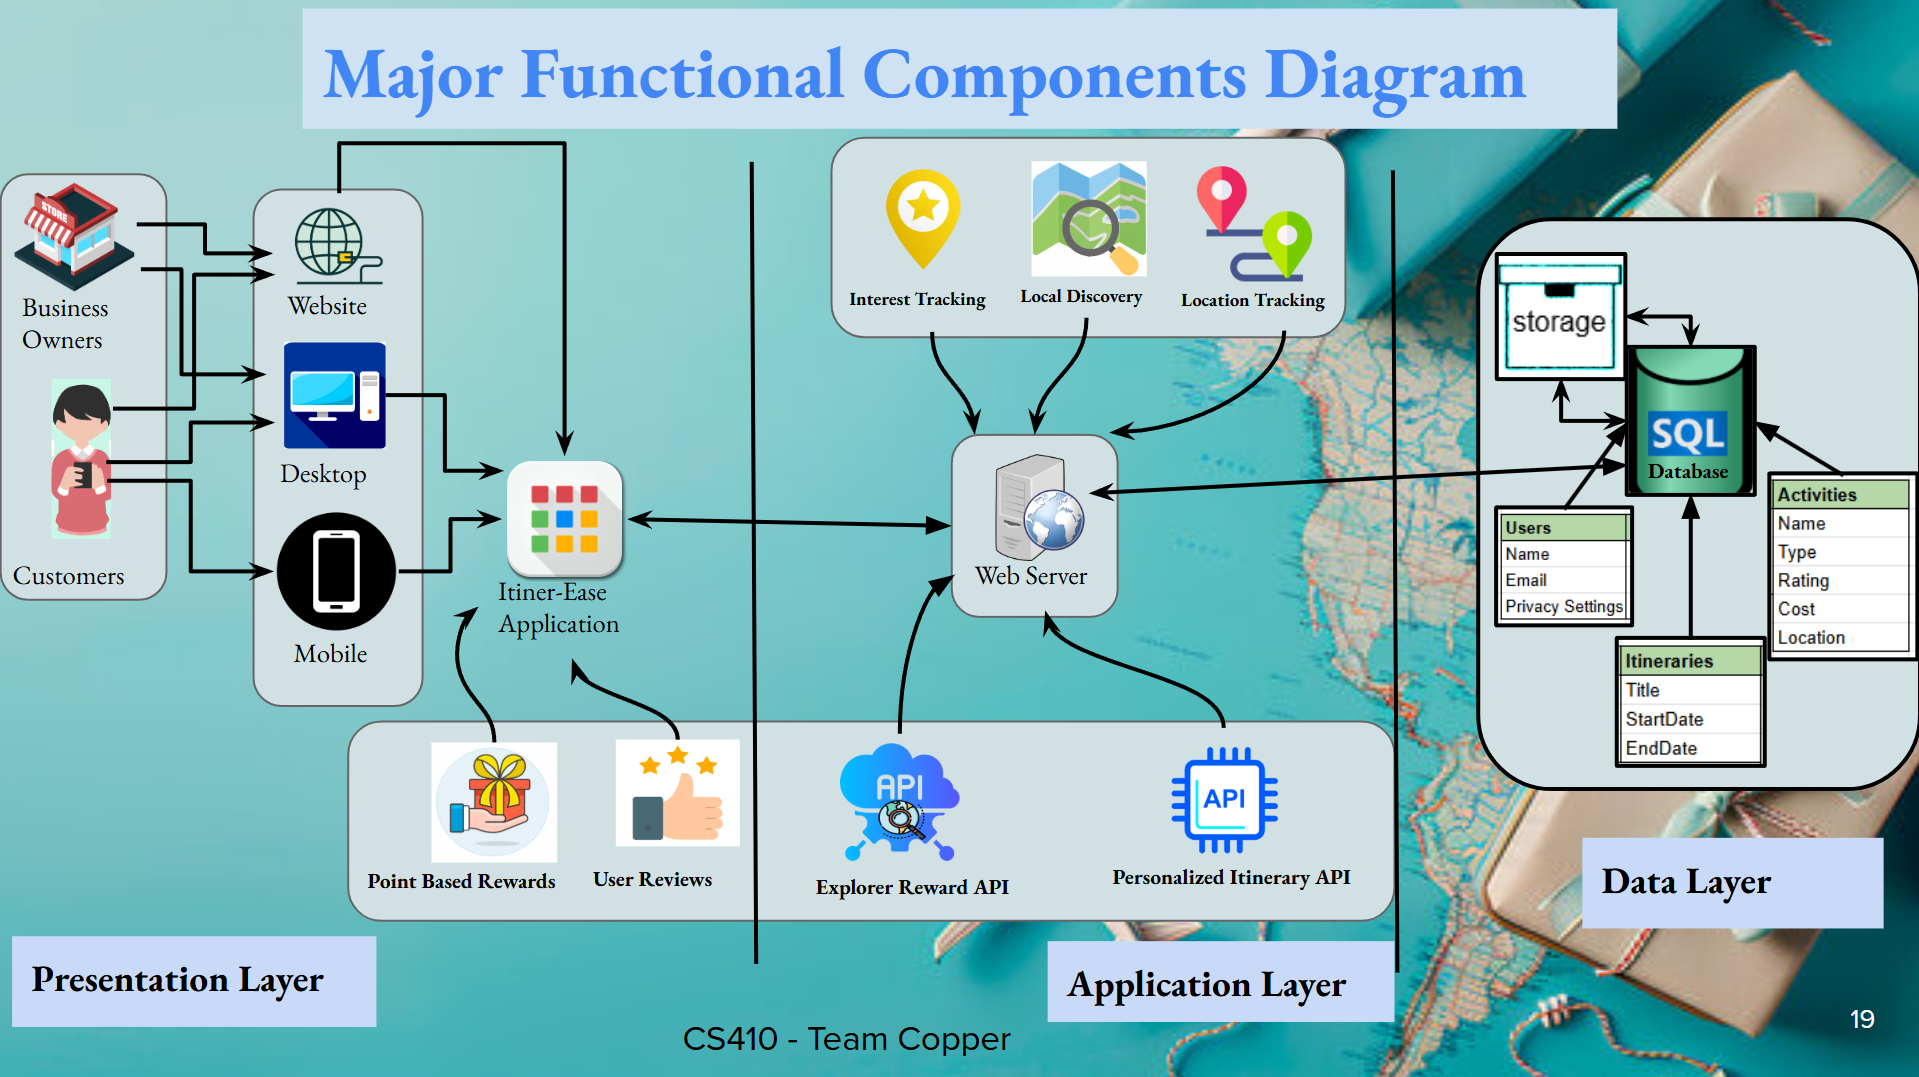 Major Functional Components Diagram
STORE
Business
Owners
Customers
Website
Desktop
Mobile
Itiner-Ease
Application
Interest Tracking
Local Discovery
Location Tracking
Web Server
Point Based Rewards
User Reviews
API
Explorer Reward API
API
Personalized Itinerary API
storage
SQL
Database
Users
Name
Email
Privacy Settings
Itineraries
Title
StartDate
EndDate
Activities
Name
Type
Rating
Cost
Location
Presentation Layer
Application Layer
Data Layer
CS410 - Team Copper
19